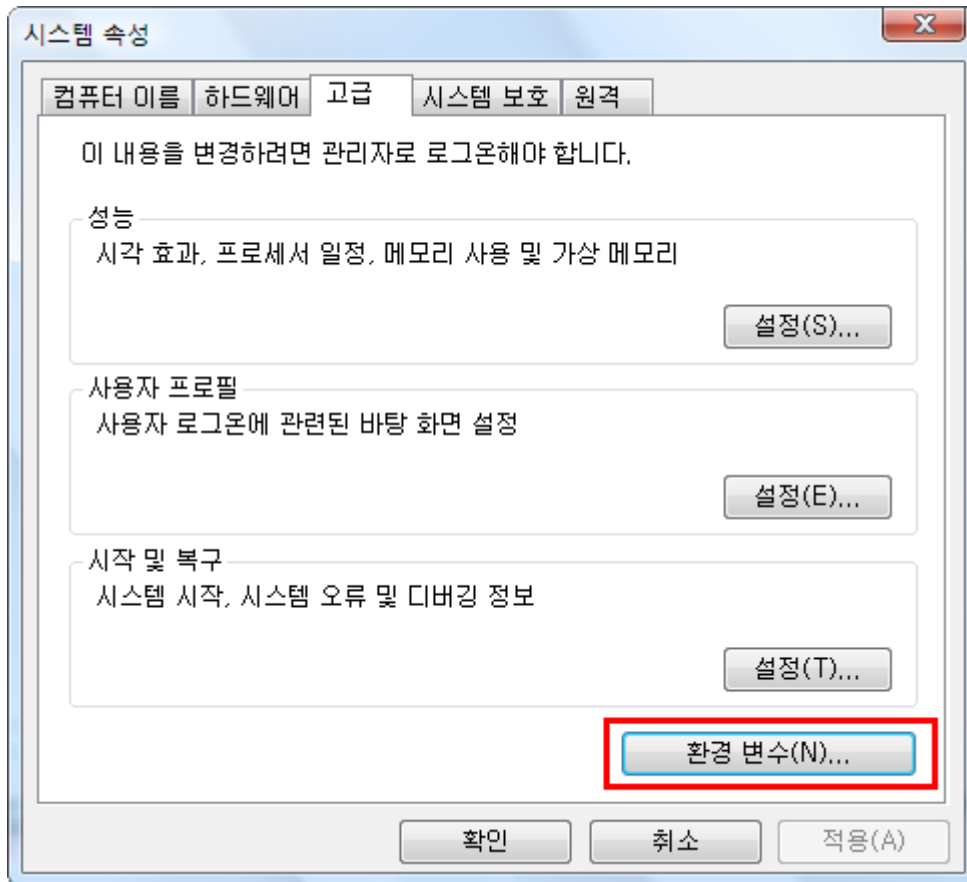 시스템 속성
컴퓨터 이름 하드웨어 고급 시스템 보호 원격
이 내용을 변경하려면 관리자로 로그온해야 합니다.
성능
시각 효과, 프로세서 일정, 메모리 사용 및 가상 메모리
설정(S)...
사용자 프로필
사용자 로그온에 관련된 바탕 화면 설정
설정(E)...
시작 및 복구
시스템 시작, 시스템 오류 및 디버깅 정보
설정(T)...
환경 변수(N)...
확인 취소 적용(A)